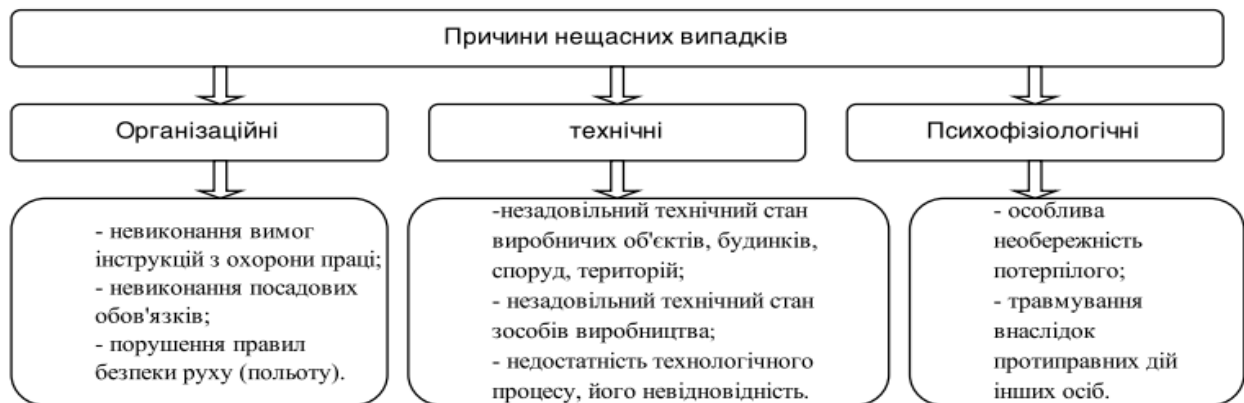 Причини нещасних випадків
Організаційні
технічні
Психофізіологічні
- невиконання вимог
інструкцій з охорони праці;
- невиконання посадових
обов'язків;
- порушення правил
безпеки руху (польоту).
-незадовільний технічний стан
виробничих об'єктів, будинків,
споруд, територій;
- незадовільний технічний стан
зособів виробництва;
- недостатність технологічного
процесу, його невідновідність.
- особлива
необережність
потерпілого;
- травмування
внаслідок
протиправних дій
інших осіб.